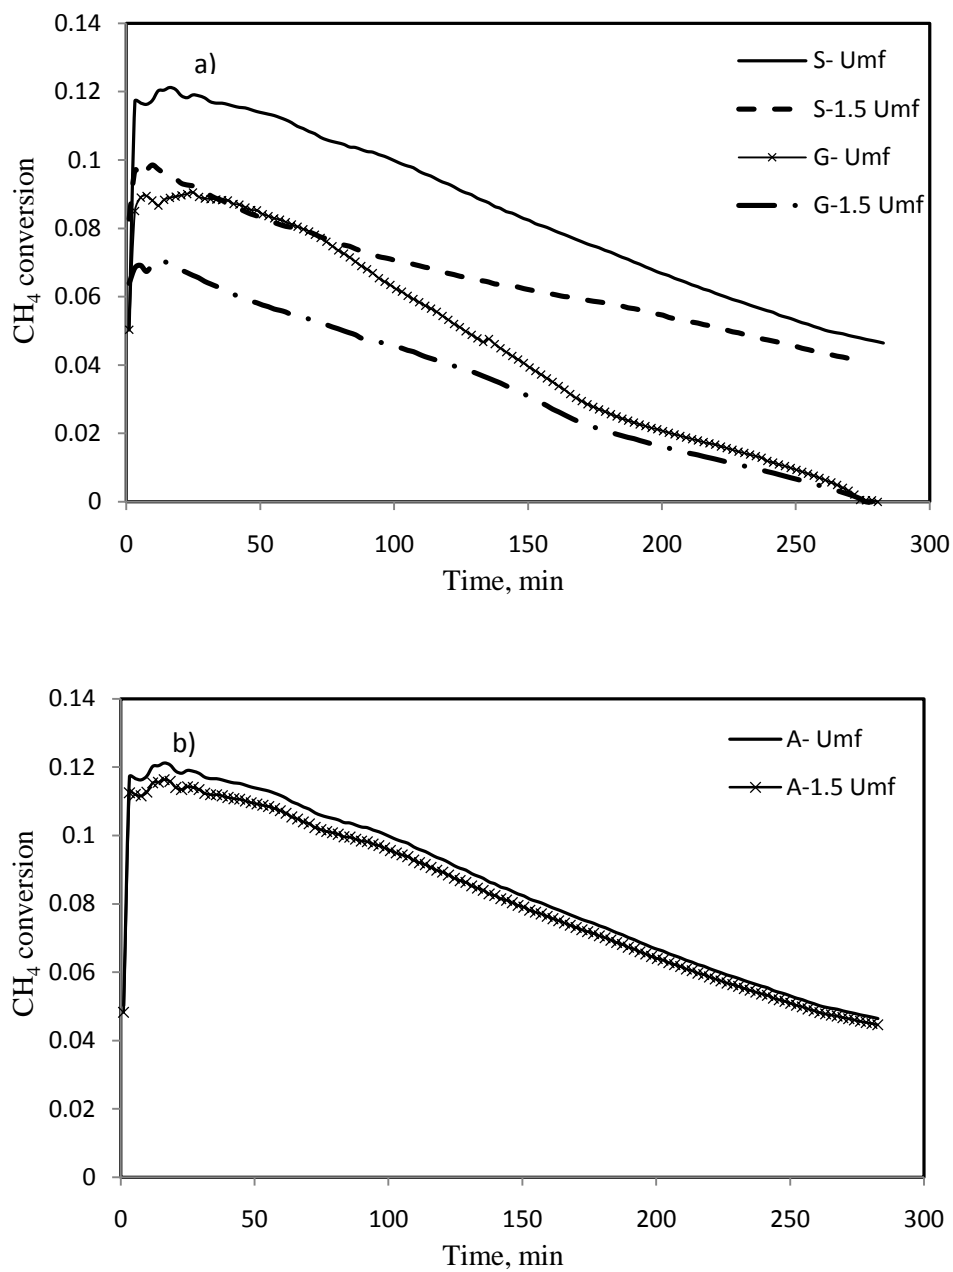 0.14
a)
S- Umf
0.12
S-1.5 Umf
0.1
G- Umf
0.08
G-1.5 Umf
0.06
0.04
0.02
0
CH4 conversion
0 50 100 150 200 250 300
Time, min
0.14
b)
A- Umf
0.12
A-1.5 Umf
0.1
0.08
0.06
0.04
0.02
0
CH4 conversion
0 50 100 150 200 250 300
Time, min